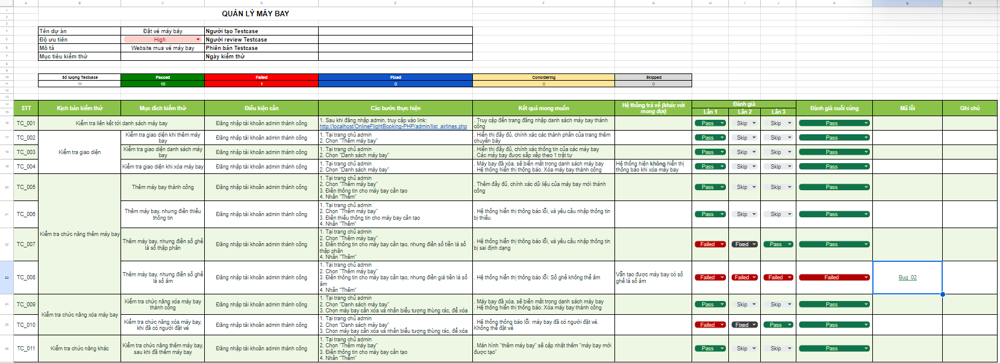 A B C D E F G H I J K L M
1
2 QUẢN LÝ MÁY BAY
3
4 Tên dự án Đặt vé máy báy Người tạo Testcase
5 Độ ưu tiên High Người review Testcase
6 Mô tả Website mua vé máy bay Phiên bản Testcase
7 Mục tiêu kiểm thử Ngày kiểm thử
8
9
10 Số lượng Testcase Passed Failed Fixed Considering Skipped
11 11 10 1 0 0 0
12
13
14 STT Kịch bản kiểm thử Mục đích kiểm thử Điều kiện cần Các bước thực hiện Kết quả mong muốn Hệ thống trả về (khác với mong đợi) Đánh giá Đánh giá cuối cùng Mã lỗi Ghi chú
15 Lần 1 Lần 2 Lần 3
16 TC_001 Kiểm tra liên kết tới danh sách máy bay Đăng nhập tài khoản admin thành công
1. Sau khi đăng nhập admin, truy cập vào link:
http://localhost/OnlineFlightBooking-PHP/admin/list_airlines.php
. Truy cập đến trang đăng nhập danh sách máy bay thành
công
Pass Skip Skip Pass
17 TC_002 Kiểm tra giao diện
Kiểm tra giao diện khi thêm máy
bay
Đăng nhập tài khoản admin thành công
1. Tại trang chủ admin
2. Chọn "Thêm máy bay"
. Hiển thị đầy đủ, chính xác các thành phần của trang thêm
chuyến báy
Pass Skip Skip Pass
18 TC_003
Kiểm tra giao diện danh sách máy
bay
Đăng nhập tài khoản admin thành công
1. Tại trang chủ admin
2. Chọn "Danh sách máy bay"
. Hiển thị đầy đủ, chính xác thông tin của các máy bay
. Các máy bay được sắp xếp theo 1 trật tự
Pass Skip Skip Pass
19 TC_004 Kiểm tra giao diện khi xóa máy bay Đăng nhập tài khoản admin thành công
1. Tại trang chủ admin
2. Chọn "Danh sách máy bay"
. Máy bay đã xóa, sẽ biến mất trong danh sách máy bay
. Hệ thống hiển thị thông báo: Xóa máy bay thành công
Hệ thống hiện không hiển thị
thông báo khi xóa máy bay
Pass Skip Skip Pass
20 TC_005 Kiểm tra chức năng thêm máy bay
Thêm máy bay thành công
Đăng nhập tài khoản admin thành công
1. Tại trang chủ admin
2. Chọn "Thêm máy bay"
3. Điền thông tin cho máy bay cần tạo
4. Nhấn "Thêm"
. Thêm đầy đủ, chính xác dữ liệu của máy bay mới thành
công
Pass Skip Skip Pass
21 TC_006
Thêm máy bay, nhưng điền thiếu
thông tin
Đăng nhập tài khoản admin thành công
1. Tại trang chủ admin
2. Chọn "Thêm máy bay"
3. Điền thiếu thông tin cho máy bay cần tạo
4. Nhấn "Thêm"
. Hệ thống hiển thị thông báo lỗi, và yêu cầu nhập thông tin
bị thiếu
Pass Skip Skip Pass
22 TC_007
Thêm máy bay, nhưng điền số ghế
là số thập phân
Đăng nhập tài khoản admin thành công
1. Tại trang chủ admin
2. Chọn "Thêm máy bay"
3. Điền thông tin cho máy bay cần tạo, nhưng điền số tiền là số
thập phân
4. Nhấn "Thêm"
. Hệ thống hiển thị thông báo lỗi, và yêu cầu nhập thông tin
bị sai định dạng
Failed Fixed Pass Pass
23 TC_008
Thêm máy bay, nhưng điền số ghế
là số âm
Đăng nhập tài khoản admin thành công
1. Tại trang chủ admin
2. Chọn "Thêm máy bay"
3. Điền thông tin cho máy bay cần tạo, nhưng điền giá tiền là số
âm
4. Nhấn "Thêm"
. Hệ thống hiển thị thông báo lỗi: Số ghế không thể âm
Vẫn tạo được máy bay có số
ghế là số âm
Failed Failed Failed Failed Bug_02
24 TC_009 Kiểm tra chức năng xóa máy bay
Kiểm tra chức năng xóa máy bay
thành công
Đăng nhập tài khoản admin thành công
1. Tại trang chủ admin
2. Chọn "Danh sách máy bay"
3. Chọn máy bay cần xóa và nhấn biểu tượng thùng rác, để xóa
. Máy bay đã xóa, sẽ biến mất trong danh sách máy bay
. Hệ thống hiển thị thông báo: Xóa máy bay thành công
Pass Skip Skip Pass
25 TC_010
Kiểm tra chức năng xóa máy bay,
khi đã có người đặt vé
Đăng nhập tài khoản admin thành công
1. Tại trang chủ admin
2. Chọn "Danh sách máy bay"
3. Chọn máy bay cần xóa và nhấn biểu tượng thùng rác, để xóa
. Hệ thống thông báo lỗi: máy bay đã có người đặt vé.
Không thể đặt vé
Failed Fixed Pass Pass
26 TC_011 Kiểm tra chức năng khác
Kiểm tra chức năng thêm máy bay,
sau khi đã thêm máy bay
Đăng nhập tài khoản admin thành công
1. Tại trang chủ admin
2. Chọn "Thêm máy bay"
3. Điền thông tin cho máy bay cần tạo
4. Nhấn "Thêm"
. Màn hình "thêm máy bay" sẽ cập nhật thêm "máy bay mới
được tạo"
Pass Skip Skip Pass